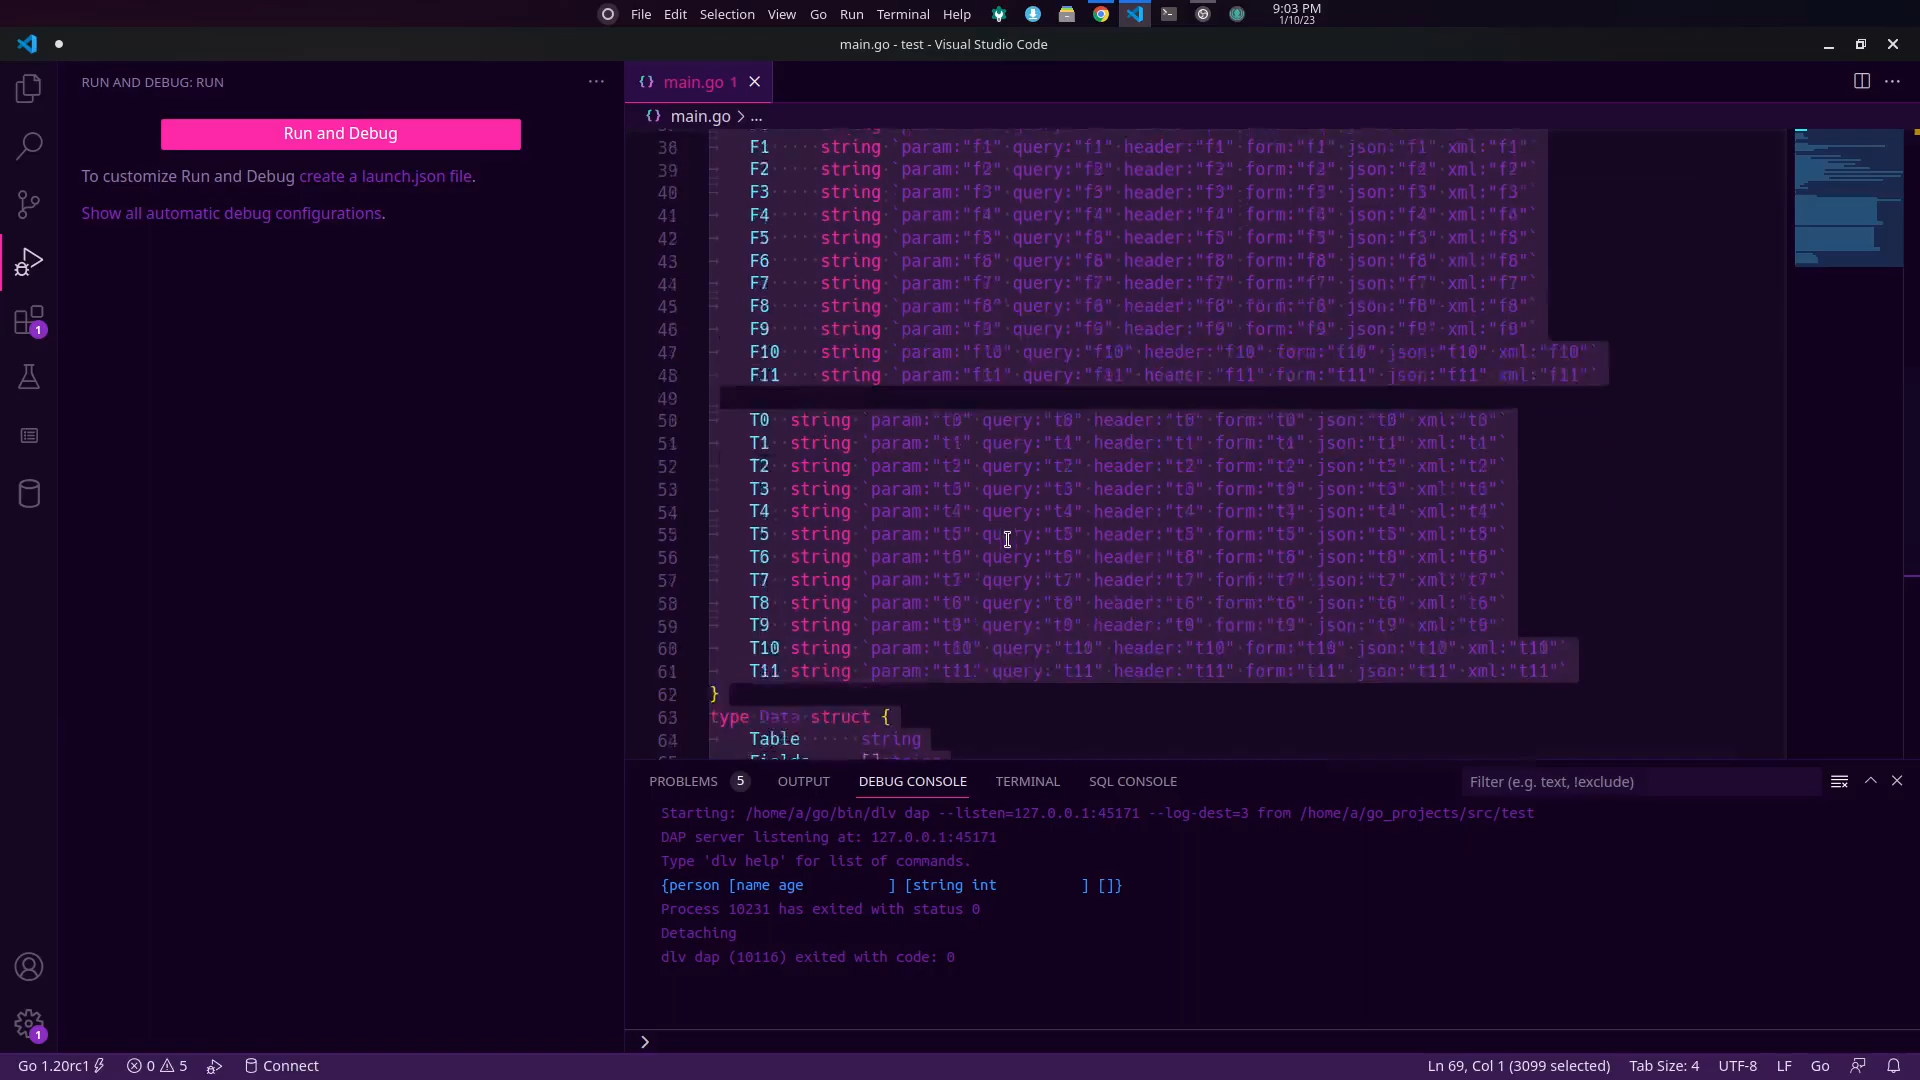 File Edit Selection View Go Run Terminal Help
9:03 PM
1/10/23
main.go - test - Visual Studio Code
RUN AND DEBUG: RUN
Run and Debug
To customize Run and Debug create a launch.json file.
Show all automatic debug configurations.
1
1
main.go 1
main.go > ...
38 F1 string `param:"f1" query:"f1" header:"f1" form:"f1" json:"f1" xml:"f1"`
39 F2 string `param:"f2" query:"f2" header:"f2" form:"f2" json:"f2" xml:"f2"`
40 F3 string `param:"f3" query:"f3" header:"f3" form:"f3" json:"f3" xml:"f3"`
41 F4 string `param:"f4" query:"f4" header:"f4" form:"f4" json:"f4" xml:"f4"`
42 F5 string `param:"f5" query:"f5" header:"f5" form:"f5" json:"f5" xml:"f5"`
43 F6 string `param:"f6" query:"f6" header:"f6" form:"f6" json:"f6" xml:"f6"`
44 F7 string `param:"f7" query:"f7" header:"f7" form:"f7" json:"f7" xml:"f7"`
45 F8 string `param:"f8" query:"f8" header:"f8" form:"f8" json:"f8" xml:"f8"`
46 F9 string `param:"f9" query:"f9" header:"f9" form:"f9" json:"f9" xml:"f9"`
47 F10 string `param:"f10" query:"f10" header:"f10" form:"f10" json:"f10" xml:"f10"`
48 F11 string `param:"f11" query:"f11" header:"f11" form:"f11" json:"f11" xml:"f11"`
49
50 T0 string `param:"t0" query:"t0" header:"t0" form:"t0" json:"t0" xml:"t0"`
51 T1 string `param:"t1" query:"t1" header:"t1" form:"t1" json:"t1" xml:"t1"`
52 T2 string `param:"t2" query:"t2" header:"t2" form:"t2" json:"t2" xml:"t2"`
53 T3 string `param:"t3" query:"t3" header:"t3" form:"t3" json:"t3" xml:"t3"`
54 T4 string `param:"t4" query:"t4" header:"t4" form:"t4" json:"t4" xml:"t4"`
55 T5 string `param:"t5" query:"t5" header:"t5" form:"t5" json:"t5" xml:"t5"`
56 T6 string `param:"t6" query:"t6" header:"t6" form:"t6" json:"t6" xml:"t6"`
57 T7 string `param:"t7" query:"t7" header:"t7" form:"t7" json:"t7" xml:"t7"`
58 T8 string `param:"t8" query:"t8" header:"t8" form:"t8" json:"t8" xml:"t8"`
59 T9 string `param:"t9" query:"t9" header:"t9" form:"t9" json:"t9" xml:"t9"`
60 T10 string `param:"t10" query:"t10" header:"t10" form:"t10" json:"t10" xml:"t10"`
61 T11 string `param:"t11" query:"t11" header:"t11" form:"t11" json:"t11" xml:"t11"`
62 }
63 type Data struct {
64 Table string
PROBLEMS 5 OUTPUT DEBUG CONSOLE TERMINAL SQL CONSOLE Filter (e.g. text, !exclude)
Starting: /home/a/go/bin/dlv dap --listen=127.0.0.1:45171 --log-dest=3 from /home/a/go_projects/src/test
DAP server listening at: 127.0.0.1:45171
Type 'dlv help' for list of commands.
{person [name age ] [string int ] []}
Process 10231 has exited with status 0
Detaching
dlv dap (10116) exited with code: 0
>
Go 1.20rc1 0 5 Connect Ln 69, Col 1 (3099 selected) Tab Size: 4 UTF-8 LF Go